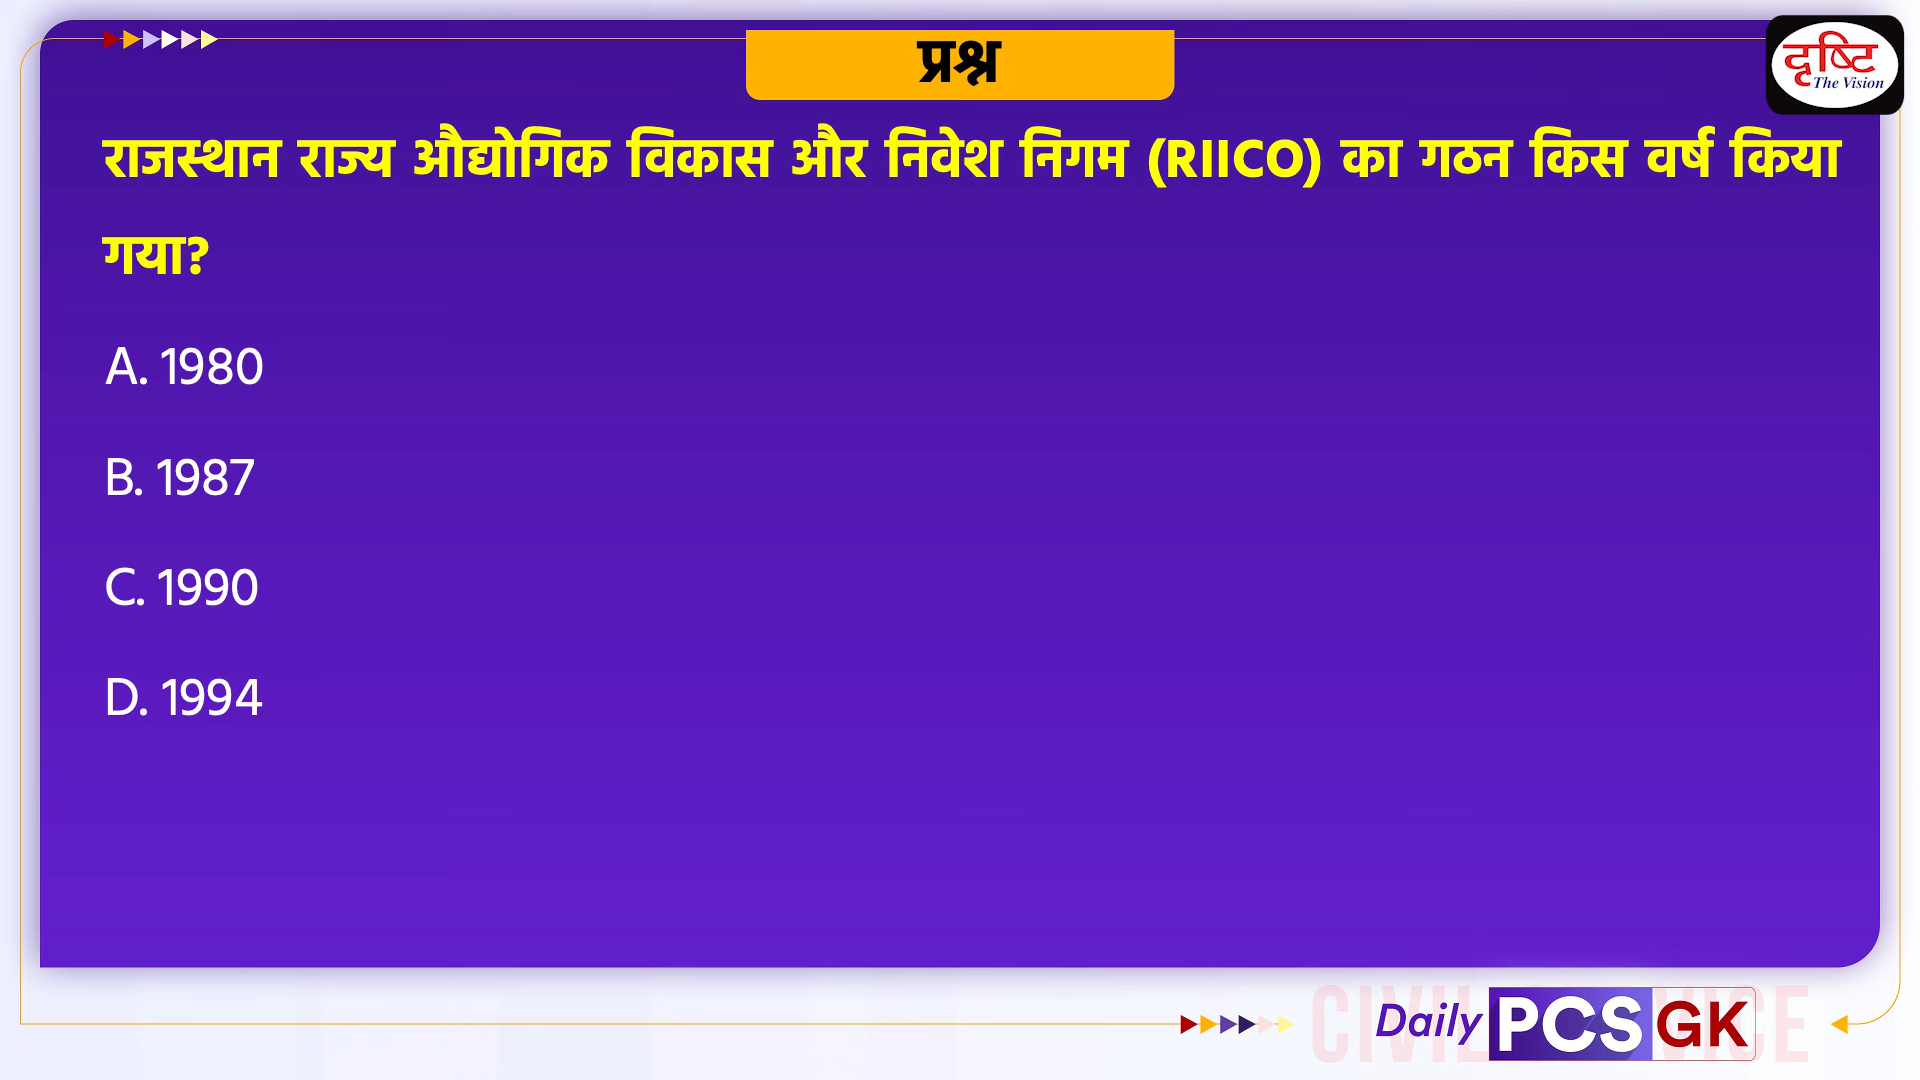 प्रश्न
दृष्टि
The Vision
राजस्थान राज्य औद्योगिक विकास और निवेश निगम (RIICO) का गठन किस वर्ष किया
गया?
A. 1980
B. 1987
C. 1990
D. 1994
Daily PCS GK